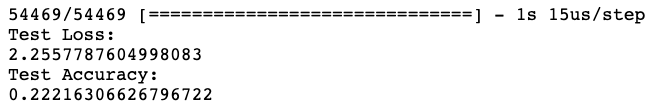 54469/54469 [==============================] - 1s 15us/step
Test Loss:
2.2557787604998083
Test Accuracy:
0.22216306626796722